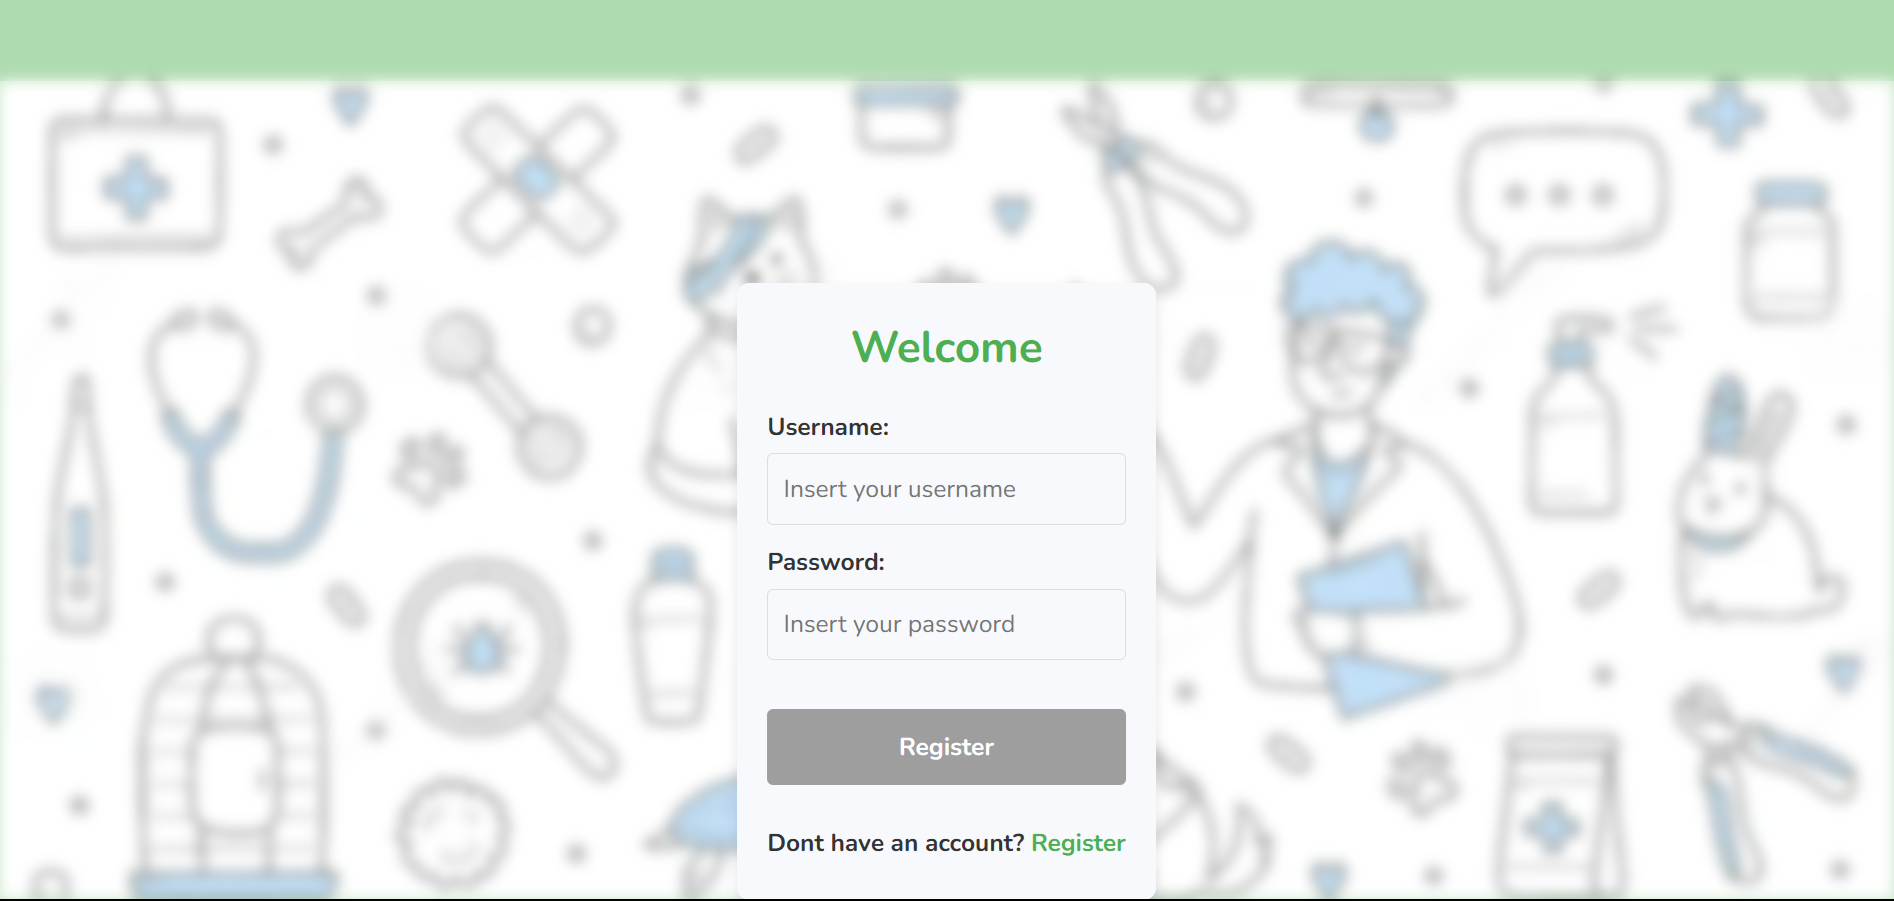 Welcome
Username:
Insert your username
Password:
Insert your password
Register
Dont have an account? Register